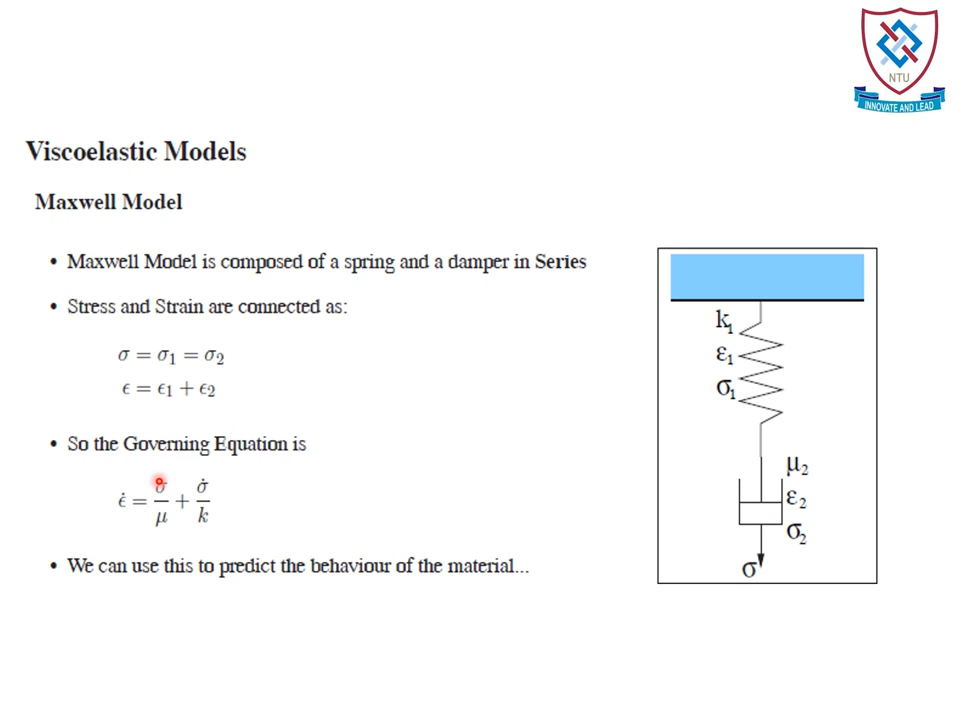 NTU
INNOVATE AND LEAD
Viscoelastic Models
Maxwell Model
• Maxwell Model is composed of a spring and a damper in Series
• Stress and Strain are connected as:
σ = σ₁ = σ₂
ϵ = ϵ₁ + ϵ₂
• So the Governing Equation is
ϵ̇ = σ/μ + σ̇/k
• We can use this to predict the behaviour of the material...
k₁
ε₁
σ₁
μ₂
ε₂
σ₂
σ